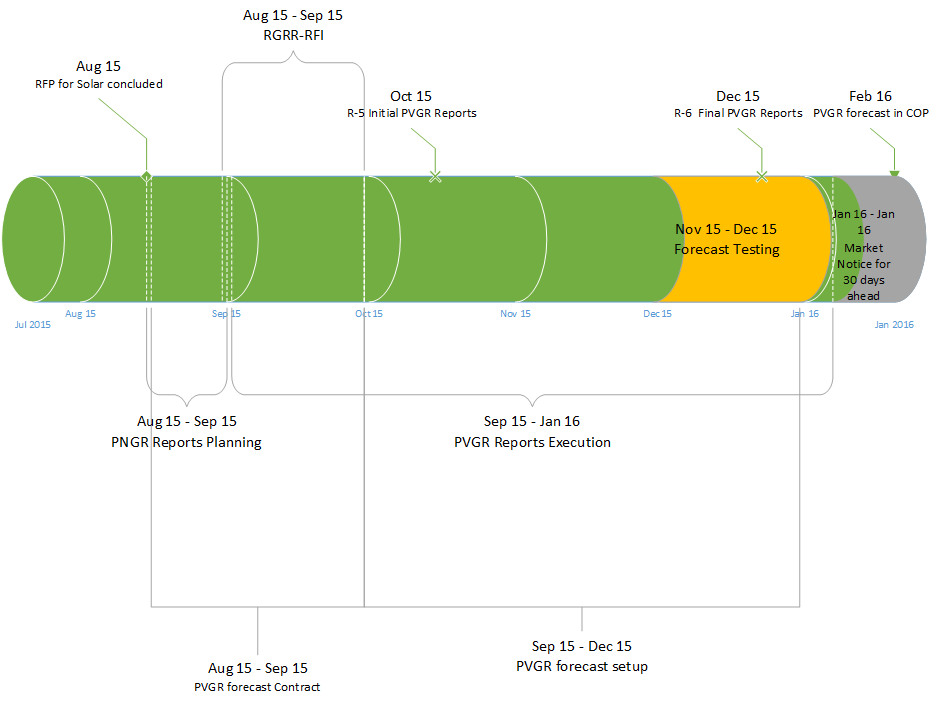 Aug 15 - Sep 15
RGRR-RFI
Aug 15
RFP for Solar concluded
Oct 15
R-5 Initial PVGR Reports
Dec 15
R-6  Final PVGR Reports
Feb 16
PVGR forecast in COP
Nov 15 - Dec 15
Forecast Testing
Jan 16 - Jan
16
Market
Notice for
30 days
ahead
Jul 2015
Aug 15
Sep 15
Oct 15
Nov 15
Dec 15
Jan 16
Jan 2016
Aug 15 - Sep 15
PNGR Reports Planning
Sep 15 - Jan 16
PVGR Reports Execution
Aug 15 - Sep 15
PVGR forecast Contract
Sep 15 - Dec 15
PVGR forecast setup